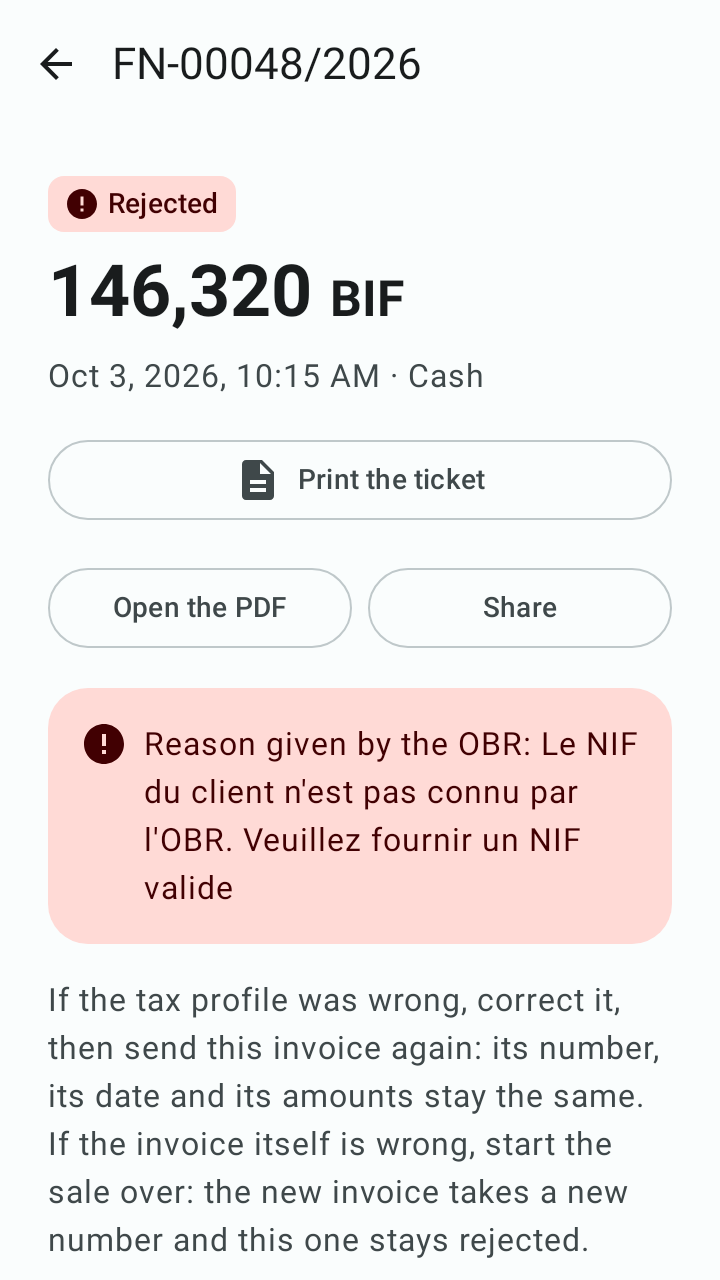 FN-00048/2026
Rejected
146,320 BIF
Oct 3, 2026, 10:15 AM · Cash
Print the ticket
Open the PDF
Share
Reason given by the OBR: Le NIF
du client n'est pas connu par
l'OBR. Veuillez fournir un NIF
valide
If the tax profile was wrong, correct it,
then send this invoice again: its number,
its date and its amounts stay the same.
If the invoice itself is wrong, start the
sale over: the new invoice takes a new
number and this one stays rejected.